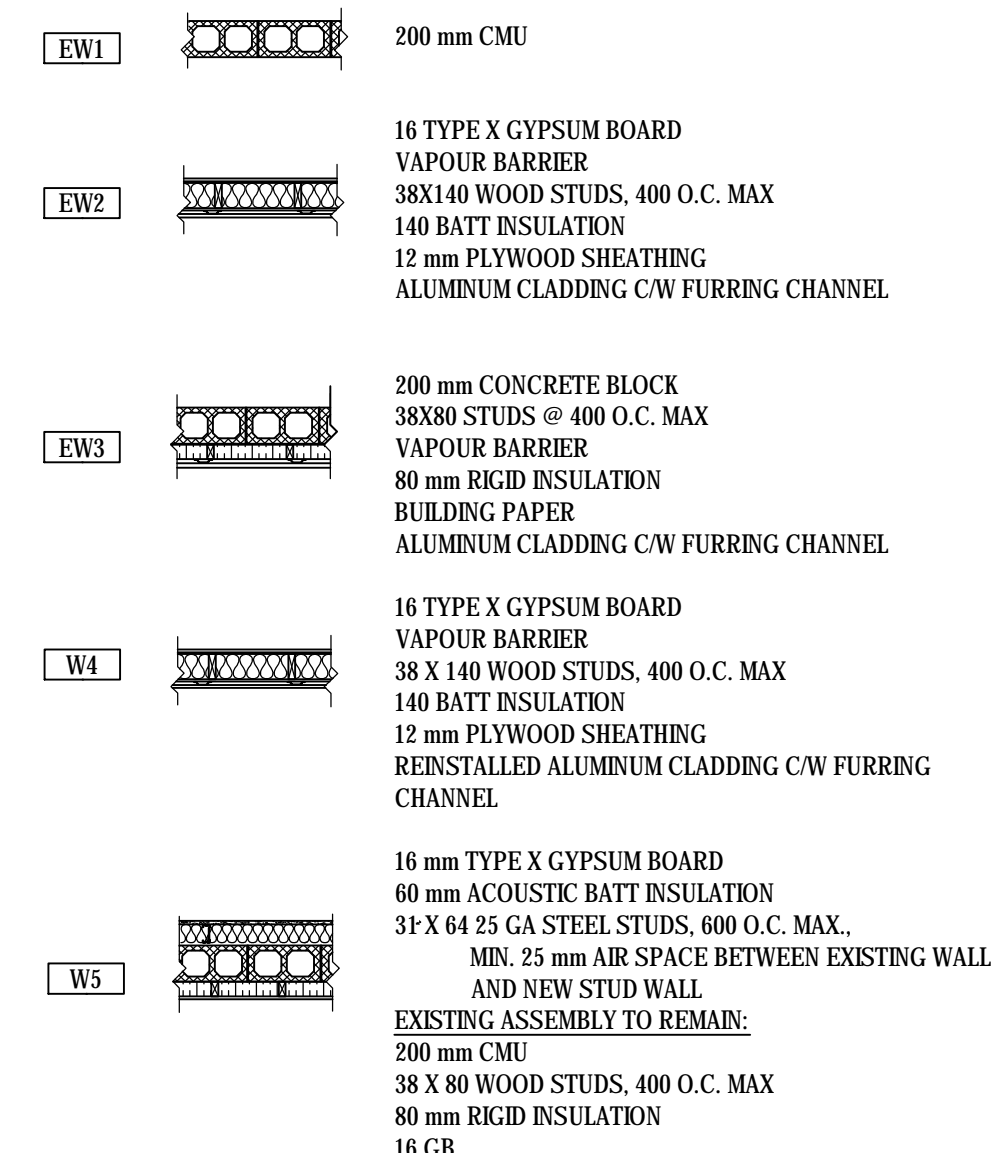 EW1
200 mm CMU
EW2
16 TYPE X GYPSUM BOARD
VAPOUR BARRIER
38X140 WOOD STUDS, 400 O.C. MAX
140 BATT INSULATION
12 mm PLYWOOD SHEATHING
ALUMINUM CLADDING C/W FURRING CHANNEL
EW3
200 mm CONCRETE BLOCK
38X80 STUDS @ 400 O.C. MAX
VAPOUR BARRIER
80 mm RIGID INSULATION
BUILDING PAPER
ALUMINUM CLADDING C/W FURRING CHANNEL
W4
16 TYPE X GYPSUM BOARD
VAPOUR BARRIER
38 X 140 WOOD STUDS, 400 O.C. MAX
140 BATT INSULATION
12 mm PLYWOOD SHEATHING
REINSTALLED ALUMINUM CLADDING C/W FURRING
CHANNEL
W5
16 mm TYPE X GYPSUM BOARD
60 mm ACOUSTIC BATT INSULATION
31 X 64 25 GA STEEL STUDS, 600 O.C. MAX.,
MIN. 25 mm AIR SPACE BETWEEN EXISTING WALL
AND NEW STUD WALL
EXISTING ASSEMBLY TO REMAIN:
200 mm CMU
38 X 80 WOOD STUDS, 400 O.C. MAX
80 mm RIGID INSULATION
16 GB